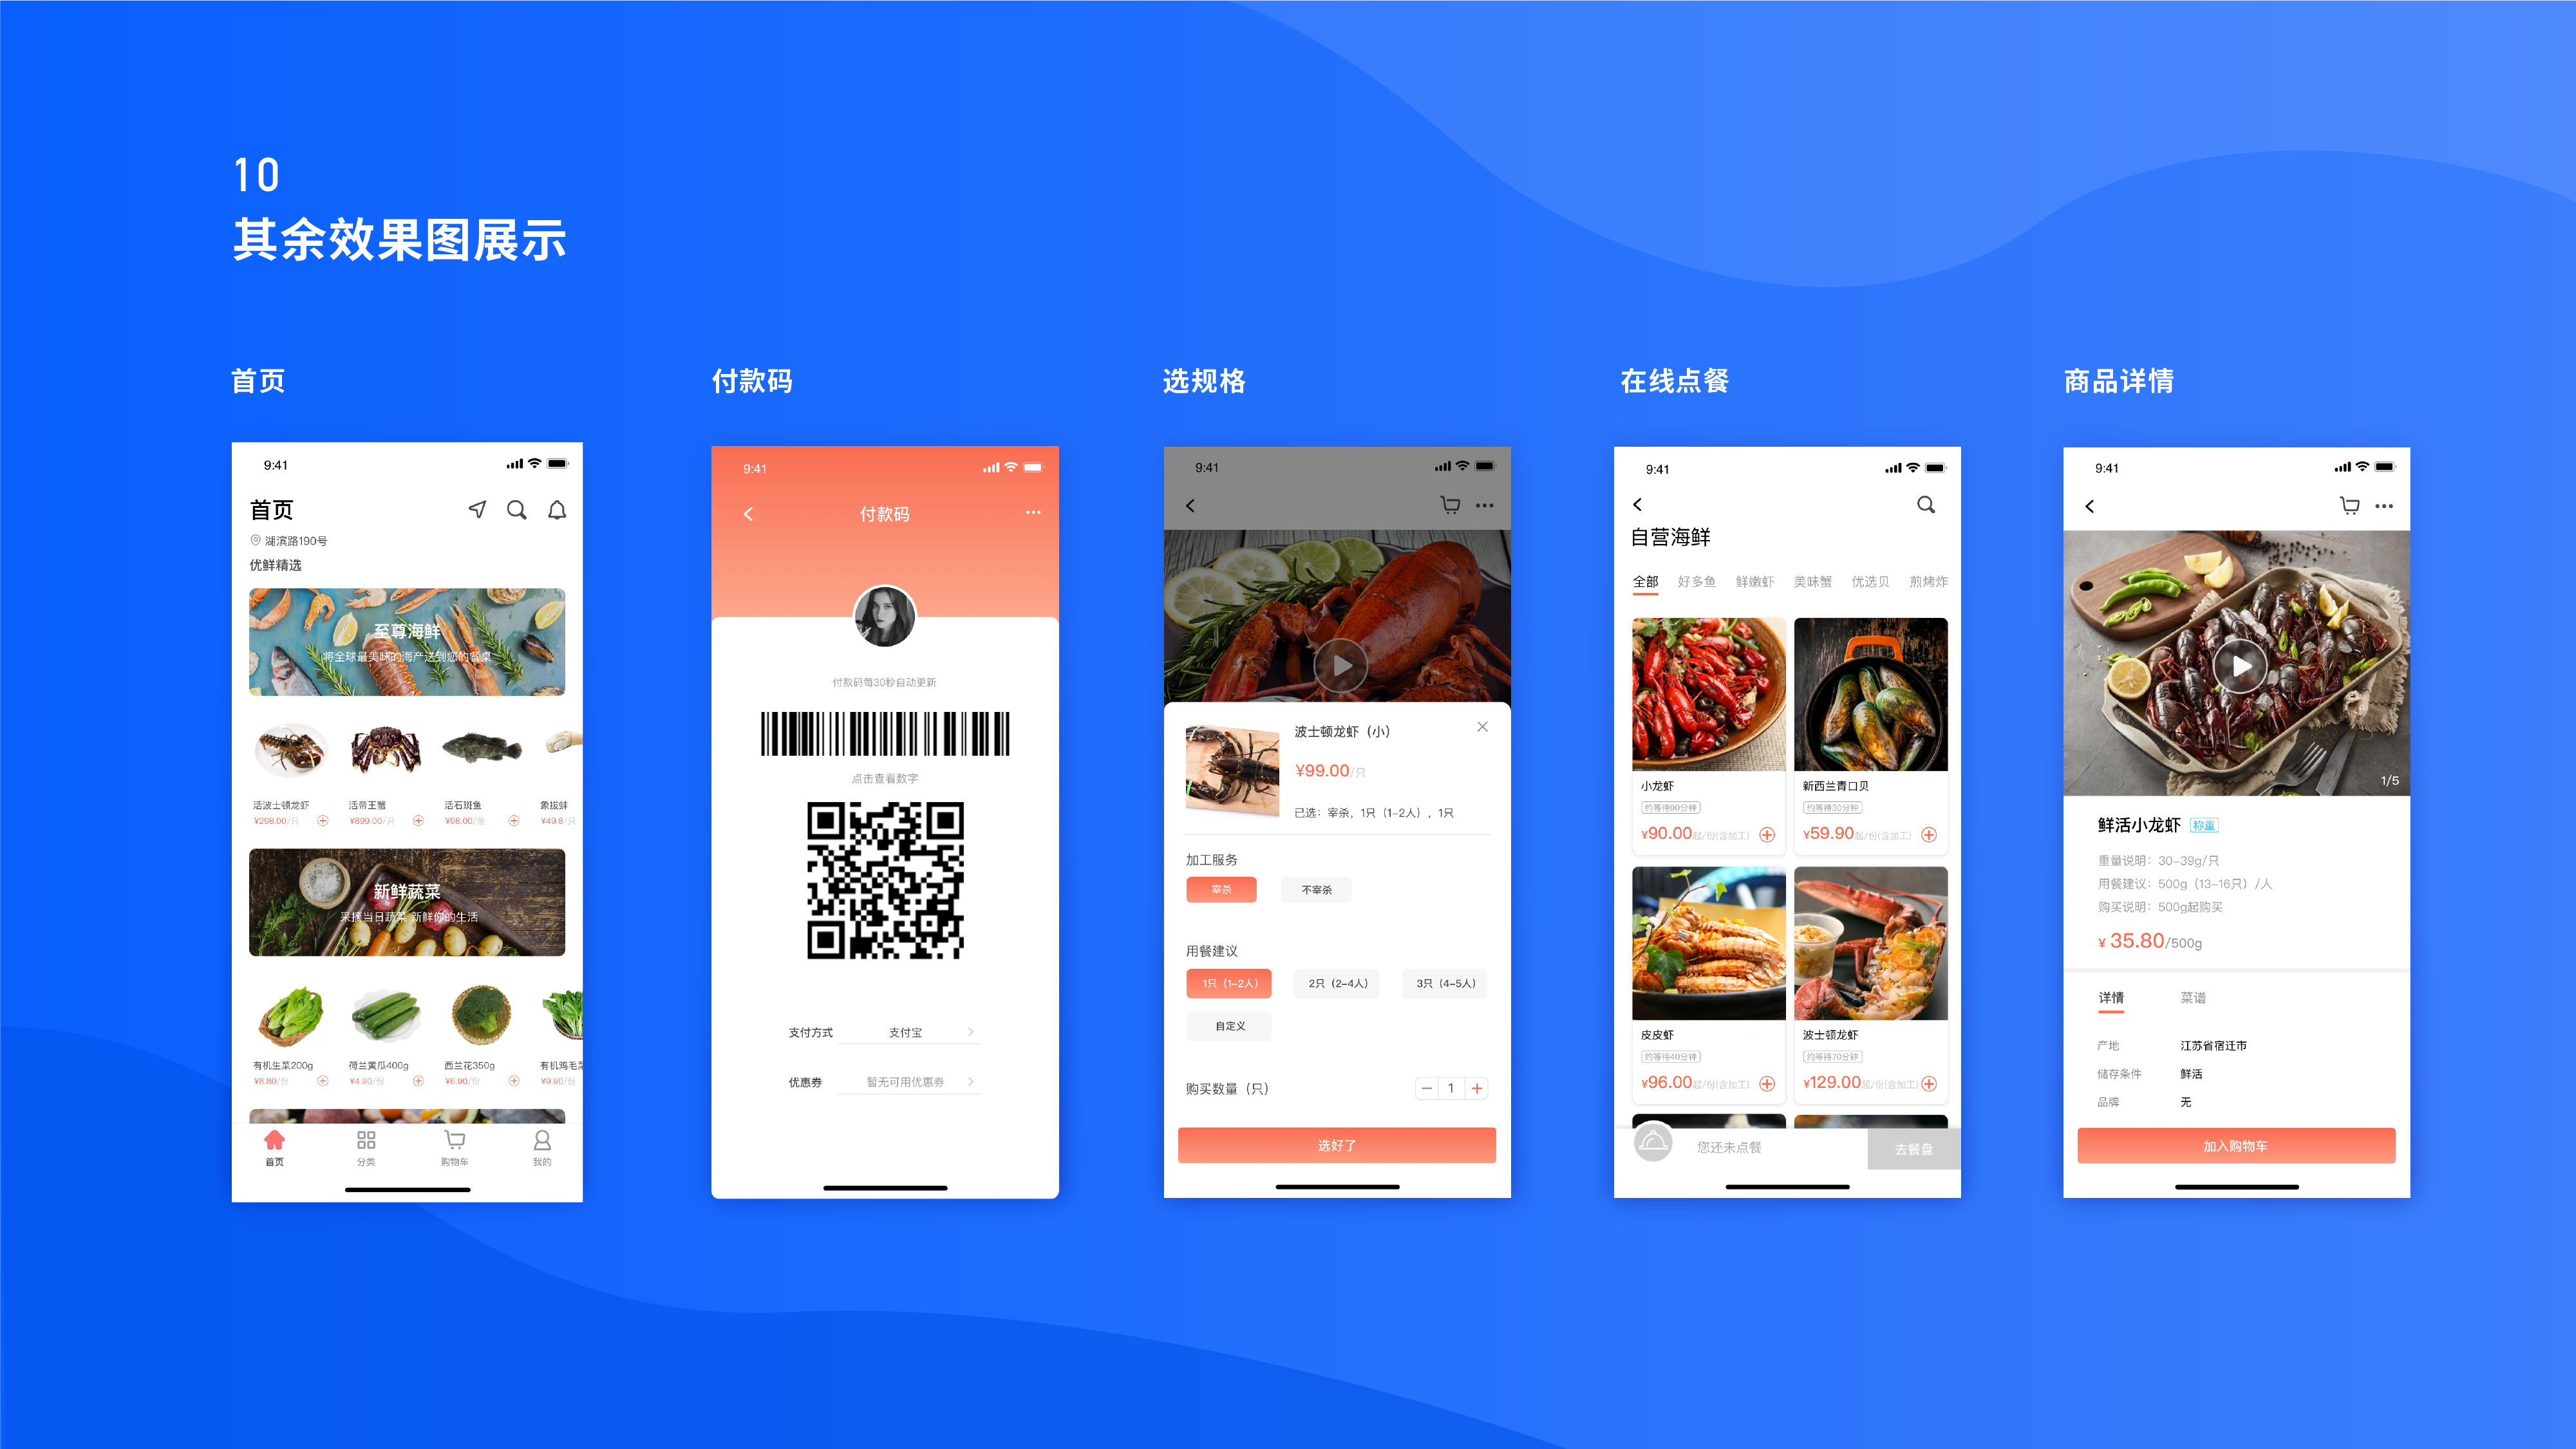 10
其余效果图展示
首页
付款码
选规格
在线点餐
商品详情
9:41
首页
湖滨路190号
优鲜精选
至尊海鲜
将全球最美味的海产送到您的餐桌
活波士顿龙虾
¥298.00/只
活帝王蟹
¥699.00/只
活石斑鱼
¥98.00/条
象拔蚌
¥49.8/只
新鲜蔬菜
采摘当日蔬菜 新鲜你的生活
有机生菜200g
¥8.80/份
荷兰黄瓜400g
¥4.90/份
西兰花350g
¥6.90/份
有机鸡毛菜
¥9.90/份
首页
分类
购物车
我的
9:41
付款码
付款码每30秒自动更新
点击查看数字
支付方式
支付宝
优惠券
暂无可用优惠券
9:41
波士顿龙虾（小）
¥99.00/只
已选：宰杀，1只（1-2人），1只
加工服务
宰杀
不宰杀
用餐建议
1只（1-2人）
2只（2-4人）
3只（4-5人）
自定义
购买数量（只）
1
选好了
9:41
自营海鲜
全部
好多鱼
鲜嫩虾
美味蟹
优选贝
煎烤炸
小龙虾
约等待90分钟
¥90.00起/份(含加工)
新西兰青口贝
约等待30分钟
¥59.90起/份(含加工)
皮皮虾
约等待40分钟
¥96.00起/份(含加工)
波士顿龙虾
约等待70分钟
¥129.00起/份(含加工)
您还未点餐
去餐盘
9:41
1/5
鲜活小龙虾
称重
重量说明：30-39g/只
用餐建议：500g（13-16只）/人
购买说明：500g起购买
¥ 35.80/500g
详情
菜谱
产地
江苏省宿迁市
储存条件
鲜活
品牌
无
加入购物车